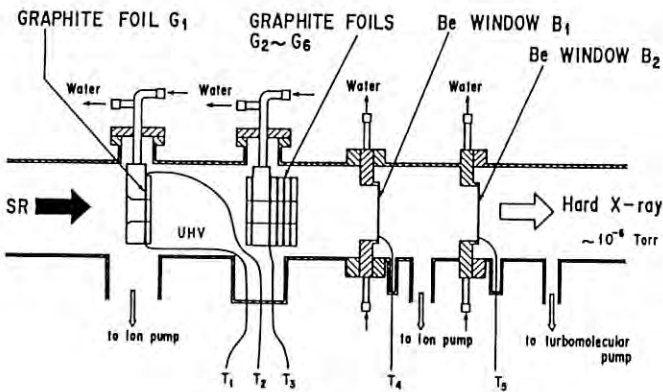 GRAPHITE FOIL G1
GRAPHITE FOILS
G2~G6
Be WINDOW B1
Be WINDOW B2
Water
Water
Water
Water
SR
UHV
Hard X-ray
~10-6 Torr
to Ion pump
to Ion pump
to turbomolecular
pump
T1
T2
T3
T4
T5